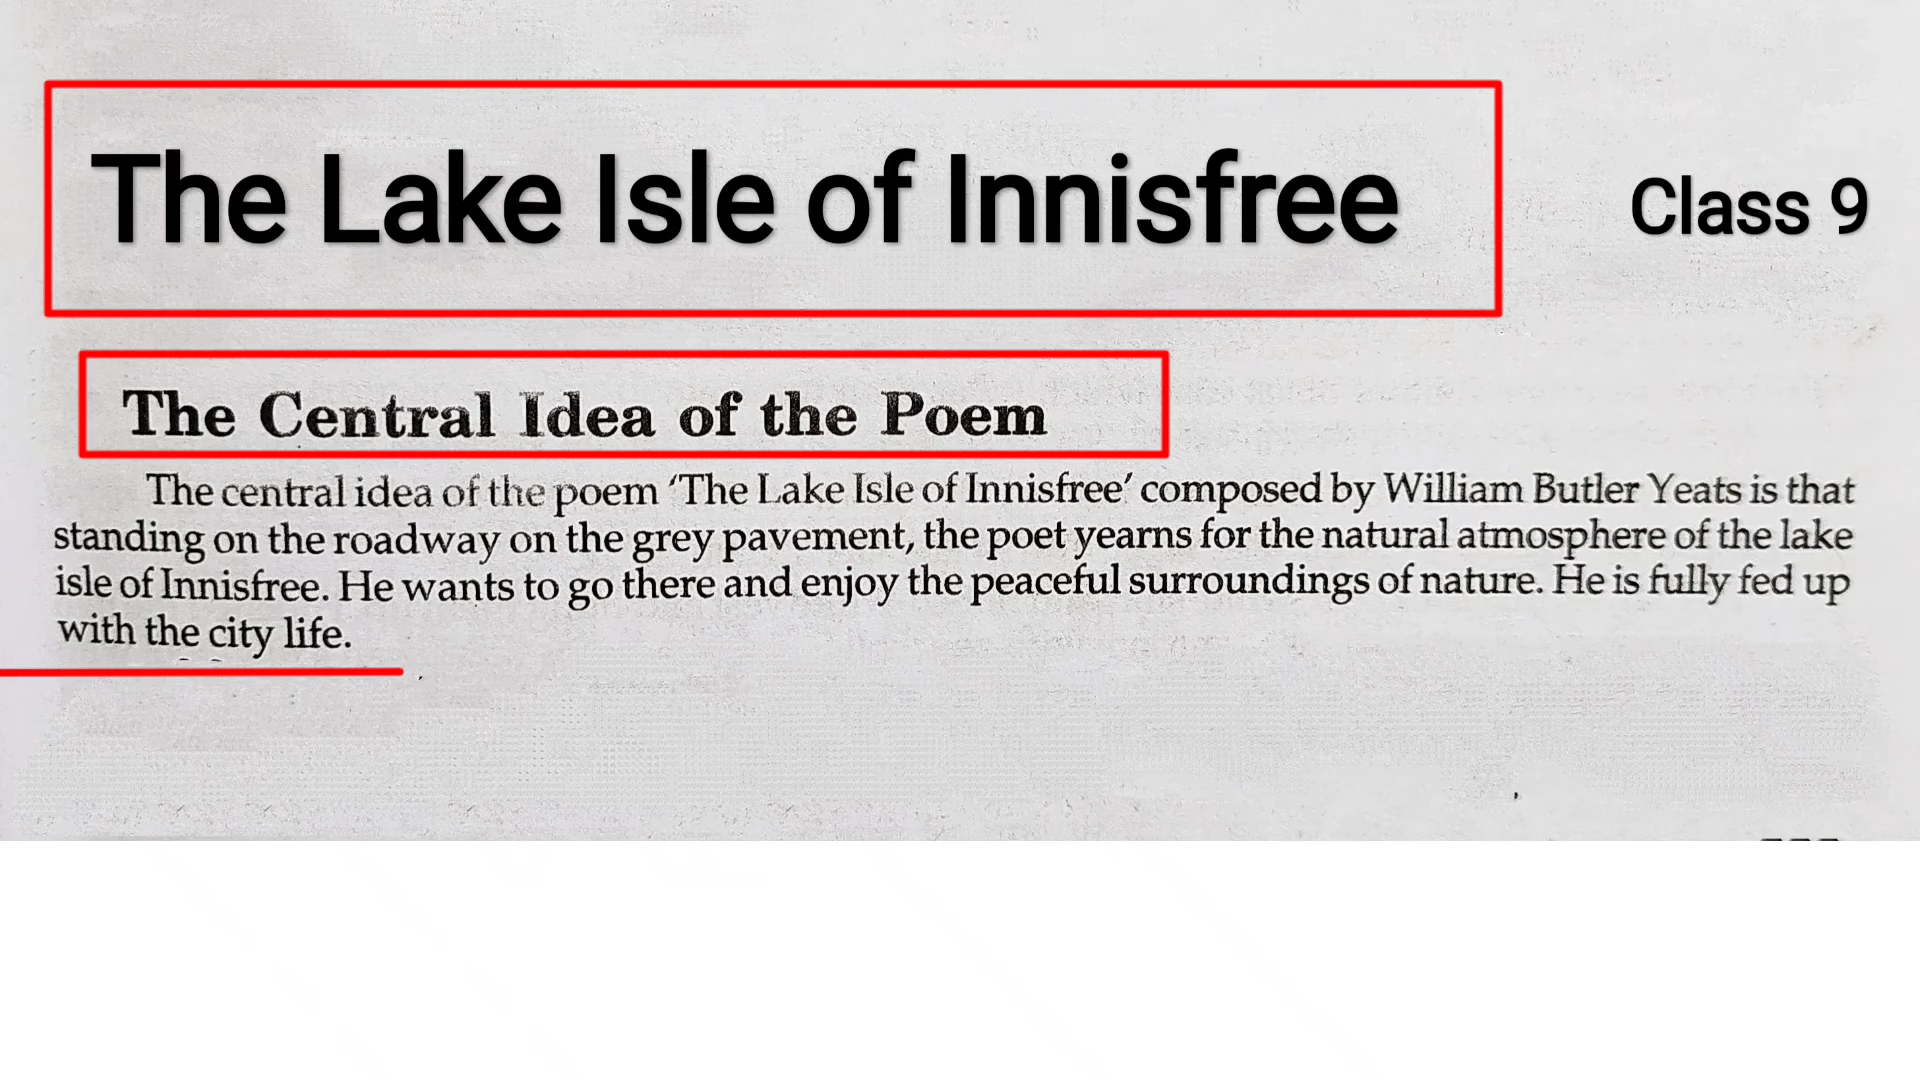 The Lake Isle of Innisfree
Class 9
The Central Idea of the Poem
The central idea of the poem ‘The Lake Isle of Innisfree’ composed by William Butler Yeats is that
standing on the roadway on the grey pavement, the poet yearns for the natural atmosphere of the lake
isle of Innisfree. He wants to go there and enjoy the peaceful surroundings of nature. He is fully fed up
with the city life.